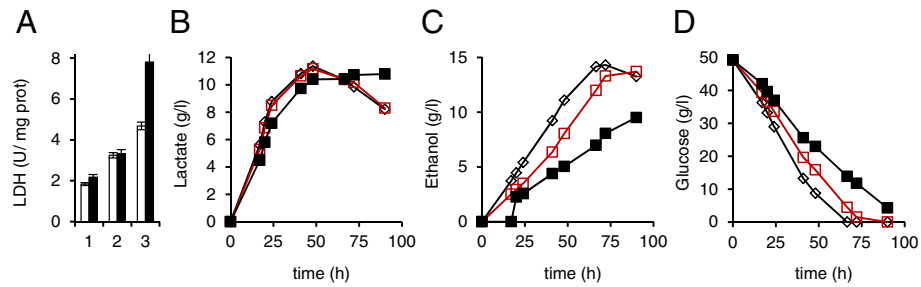 A B C D
LDH (U/ mg prot)
8
6
4
2
0
1 2 3
Lactate (g/l)
12
10
8
6
4
2
0
0 25 50 75 100
time (h)
Ethanol (g/l)
15
10
5
0
0 25 50 75 100
time (h)
Glucose (g/l)
50
40
30
20
10
0
0 25 50 75 100
time (h)